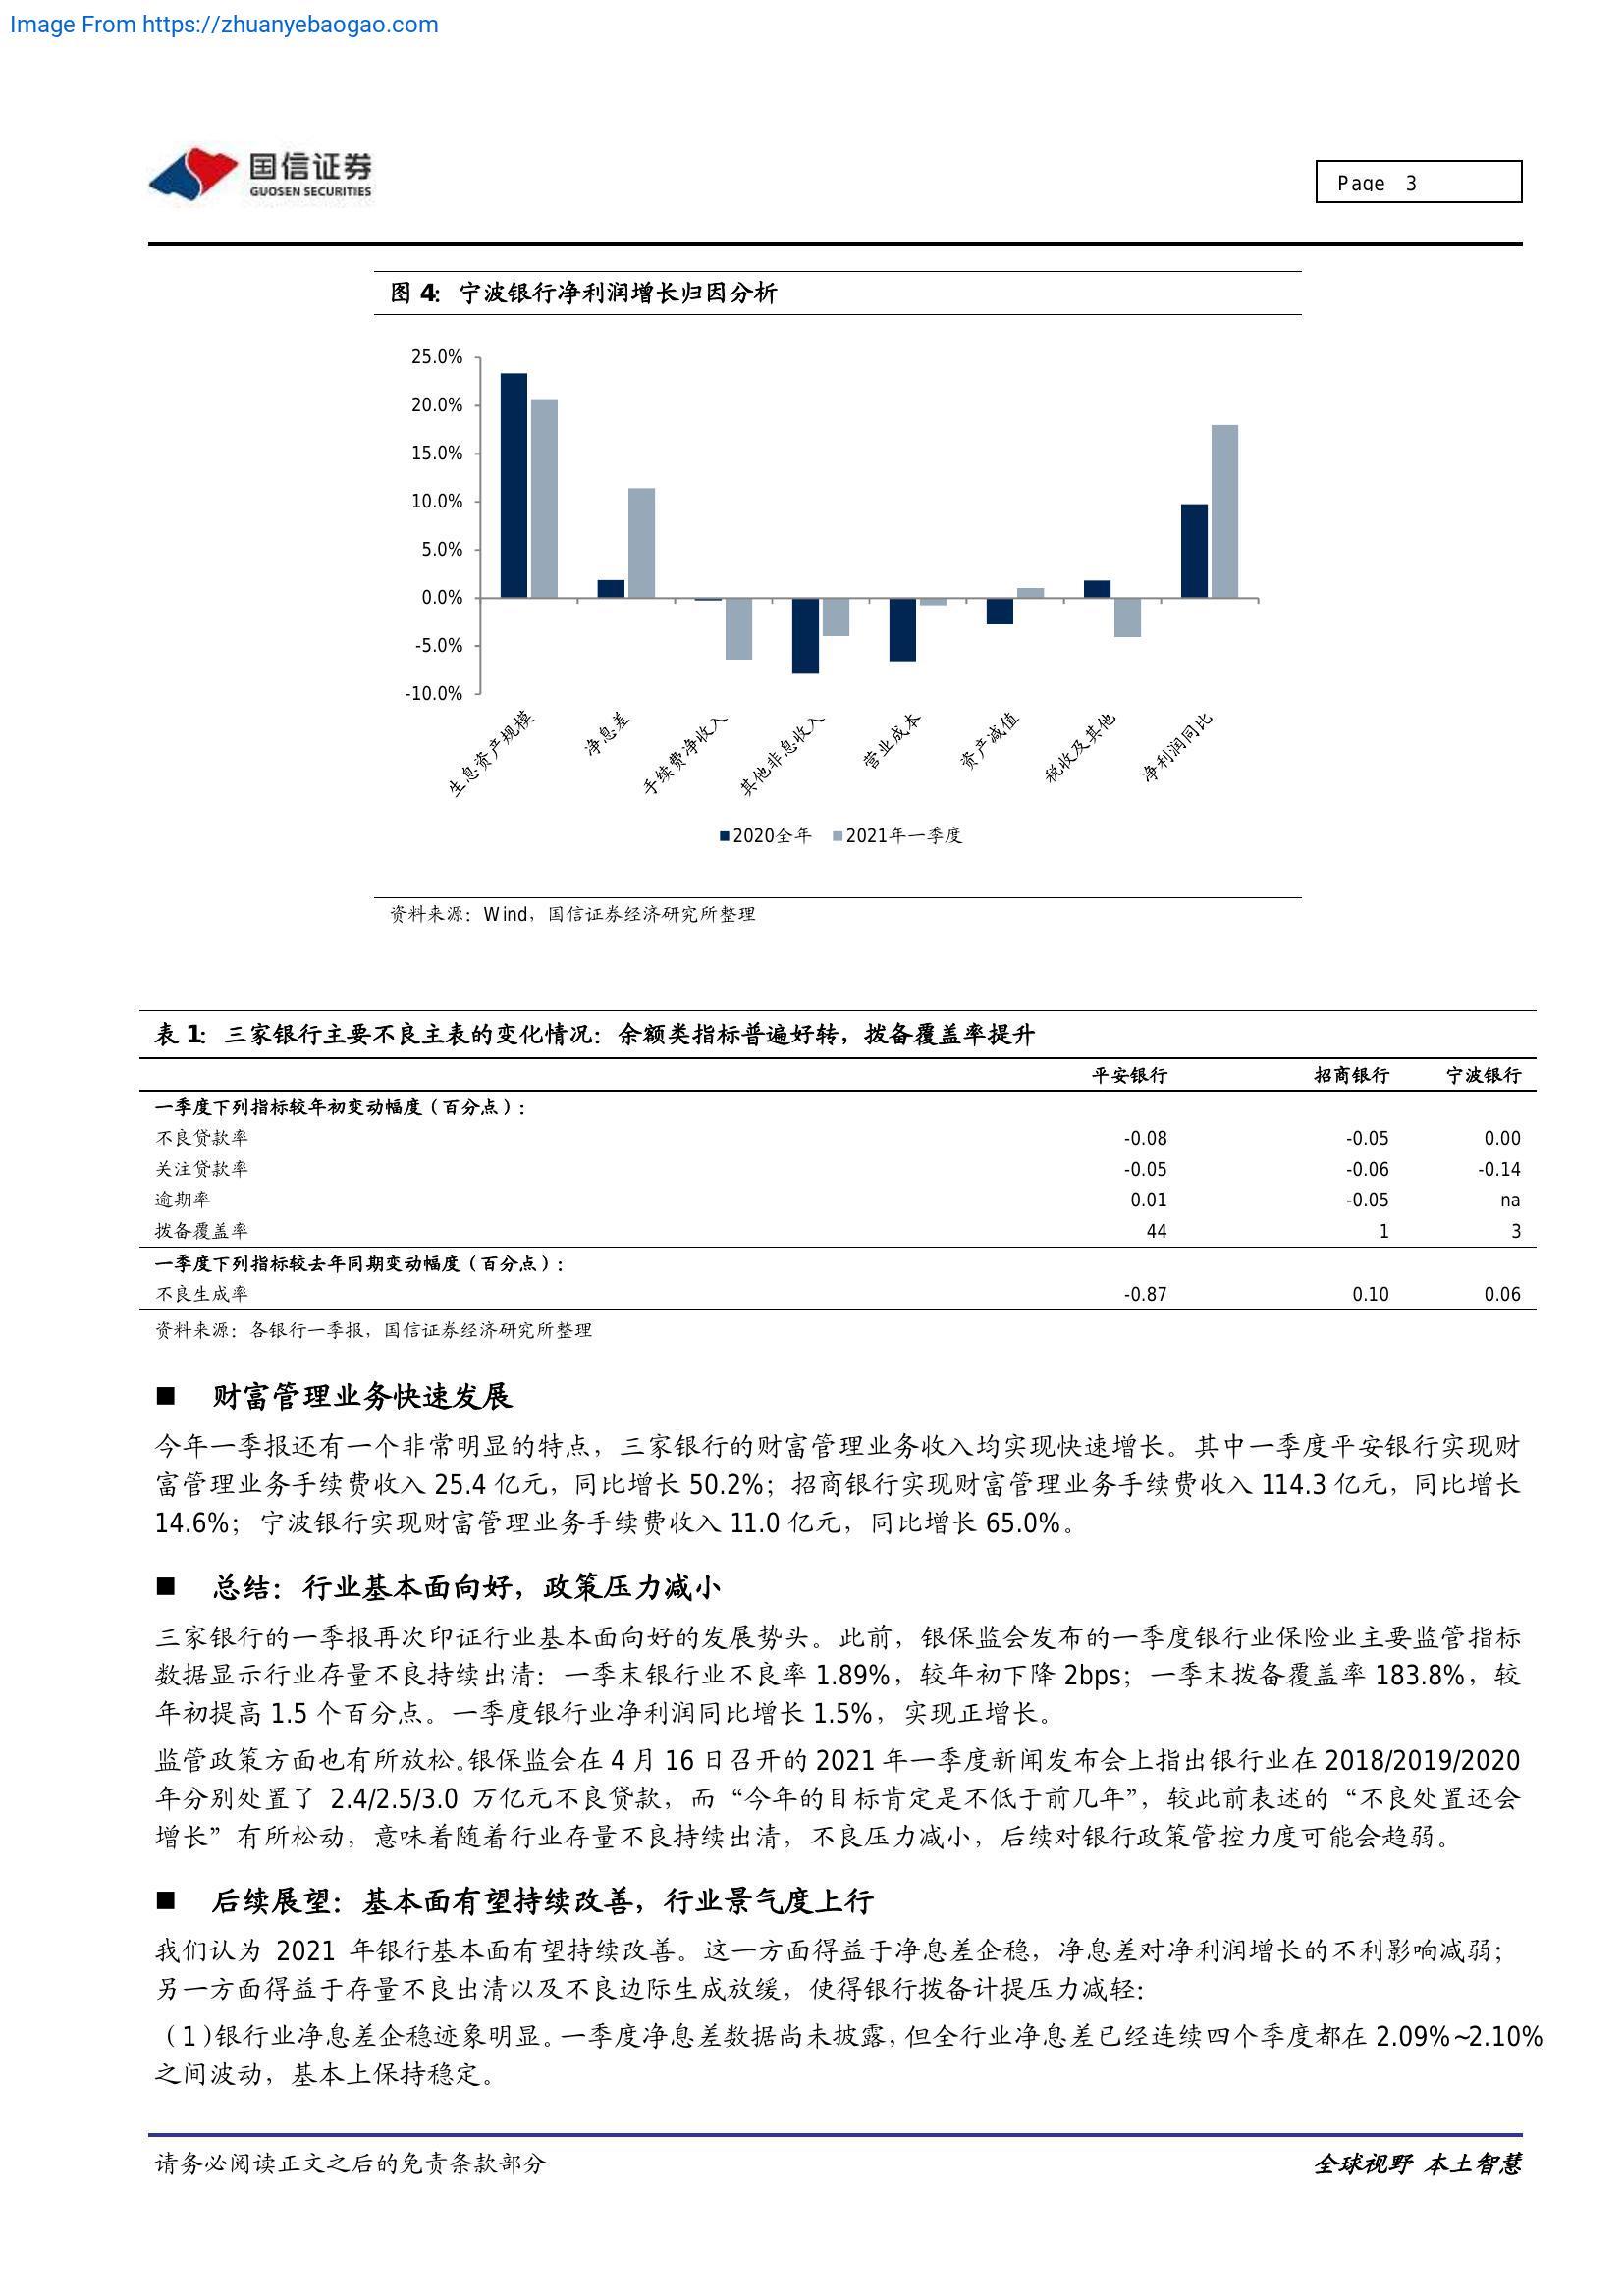 Image From https://zhuanyebaogao.com
国信证券
GUOSEN SECURITIES
Page 3
图 4: 宁波银行净利润增长归因分析
25.0%
20.0%
15.0%
10.0%
5.0%
0.0%
-5.0%
-10.0%
生息资产规模 净息差 手续费净收入 其他非息收入 营业成本 资产减值 税收及其他 净利润同比
2020全年 2021年一季度
资料来源：Wind，国信证券经济研究所整理
表 1: 三家银行主要不良主表的变化情况：余额类指标普遍好转，拨备覆盖率提升
平安银行 招商银行 宁波银行
一季度下列指标较年初变动幅度（百分点）：
不良贷款率 -0.08 -0.05 0.00
关注贷款率 -0.05 -0.06 -0.14
逾期率 0.01 -0.05 na
拨备覆盖率 44 1 3
一季度下列指标较去年同期变动幅度（百分点）：
不良生成率 -0.87 0.10 0.06
资料来源：各银行一季报，国信证券经济研究所整理
■ 财富管理业务快速发展
今年一季报还有一个非常明显的特点，三家银行的财富管理业务收入均实现快速增长。其中一季度平安银行实现财
富管理业务手续费收入 25.4 亿元，同比增长 50.2%；招商银行实现财富管理业务手续费收入 114.3 亿元，同比增长
14.6%；宁波银行实现财富管理业务手续费收入 11.0 亿元，同比增长 65.0%。
■ 总结：行业基本面向好，政策压力减小
三家银行的一季报再次印证行业基本面向好的发展势头。此前，银保监会发布的一季度银行业保险业主要监管指标
数据显示行业存量不良持续出清：一季末银行业不良率 1.89%，较年初下降 2bps；一季末拨备覆盖率 183.8%，较
年初提高 1.5 个百分点。一季度银行业净利润同比增长 1.5%，实现正增长。
监管政策方面也有所放松。银保监会在 4 月 16 日召开的 2021 年一季度新闻发布会上指出银行业在 2018/2019/2020
年分别处置了 2.4/2.5/3.0 万亿元不良贷款，而“今年的目标肯定是不低于前几年”，较此前表述的“不良处置还会
增长”有所松动，意味着随着行业存量不良持续出清，不良压力减小，后续对银行政策管控力度可能会趋弱。
■ 后续展望：基本面有望持续改善，行业景气度上行
我们认为 2021 年银行基本面有望持续改善。这一方面得益于净息差企稳，净息差对净利润增长的不利影响减弱；
另一方面得益于存量不良出清以及不良边际生成放缓，使得银行拨备计提压力减轻：
（1）银行业净息差企稳迹象明显。一季度净息差数据尚未披露，但全行业净息差已经连续四个季度都在 2.09%~2.10%
之间波动，基本上保持稳定。
请务必阅读正文之后的免责条款部分 全球视野 本土智慧